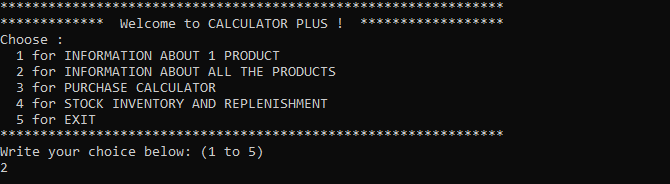 ***************************************************************
*************  Welcome to CALCULATOR PLUS !  ******************
Choose :
  1 for INFORMATION ABOUT 1 PRODUCT
  2 for INFORMATION ABOUT ALL THE PRODUCTS
  3 for PURCHASE CALCULATOR
  4 for STOCK INVENTORY AND REPLENISHMENT
  5 for EXIT
***************************************************************
Write your choice below: (1 to 5)
2